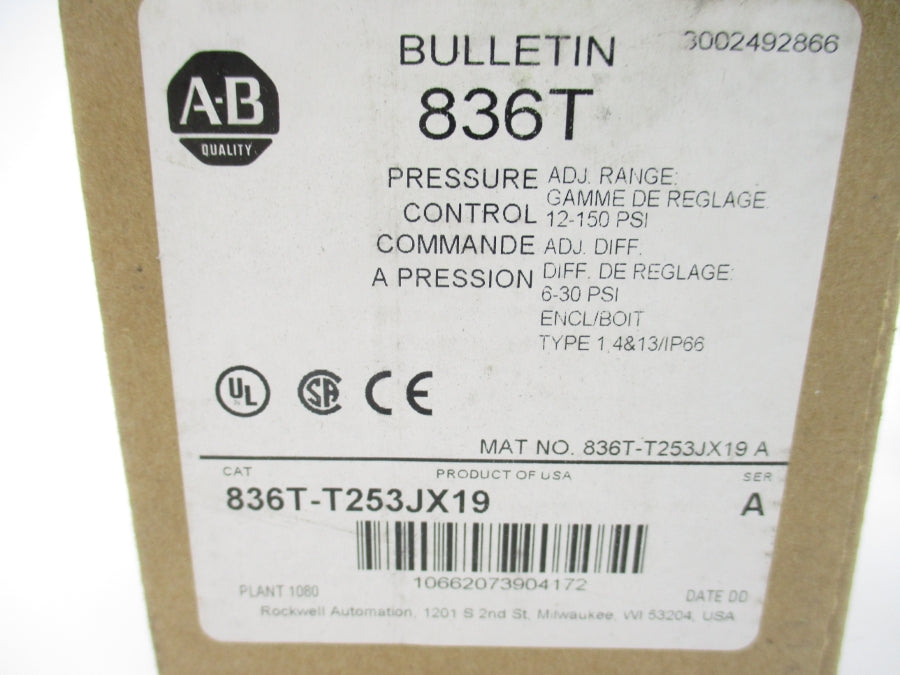 BULLETIN 3002492866
A-B
QUALITY
836T
PRESSURE
CONTROL
COMMANDE
A PRESSION
ADJ. RANGE:
GAMME DE REGLAGE:
12-150 PSI
ADJ. DIFF.
DIFF. DE REGLAGE:
6-30 PSI
ENCL/BOIT
TYPE 1,4&13/IP66
UL
SA
CE
MAT NO. 836T-T253JX19 A
CAT PRODUCT OF USA SER
836T-T253JX19 A
10662073904172
PLANT 1080 DATE DD
Rockwell Automation, 1201 S 2nd St, Milwaukee, WI 53204, USA